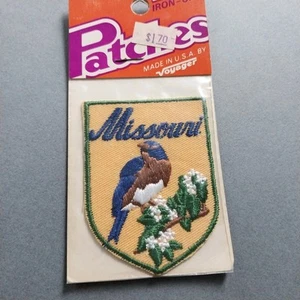 IRON-
$1.70
Patches
MADE IN U.S.A. BY
Voyager
Missouri